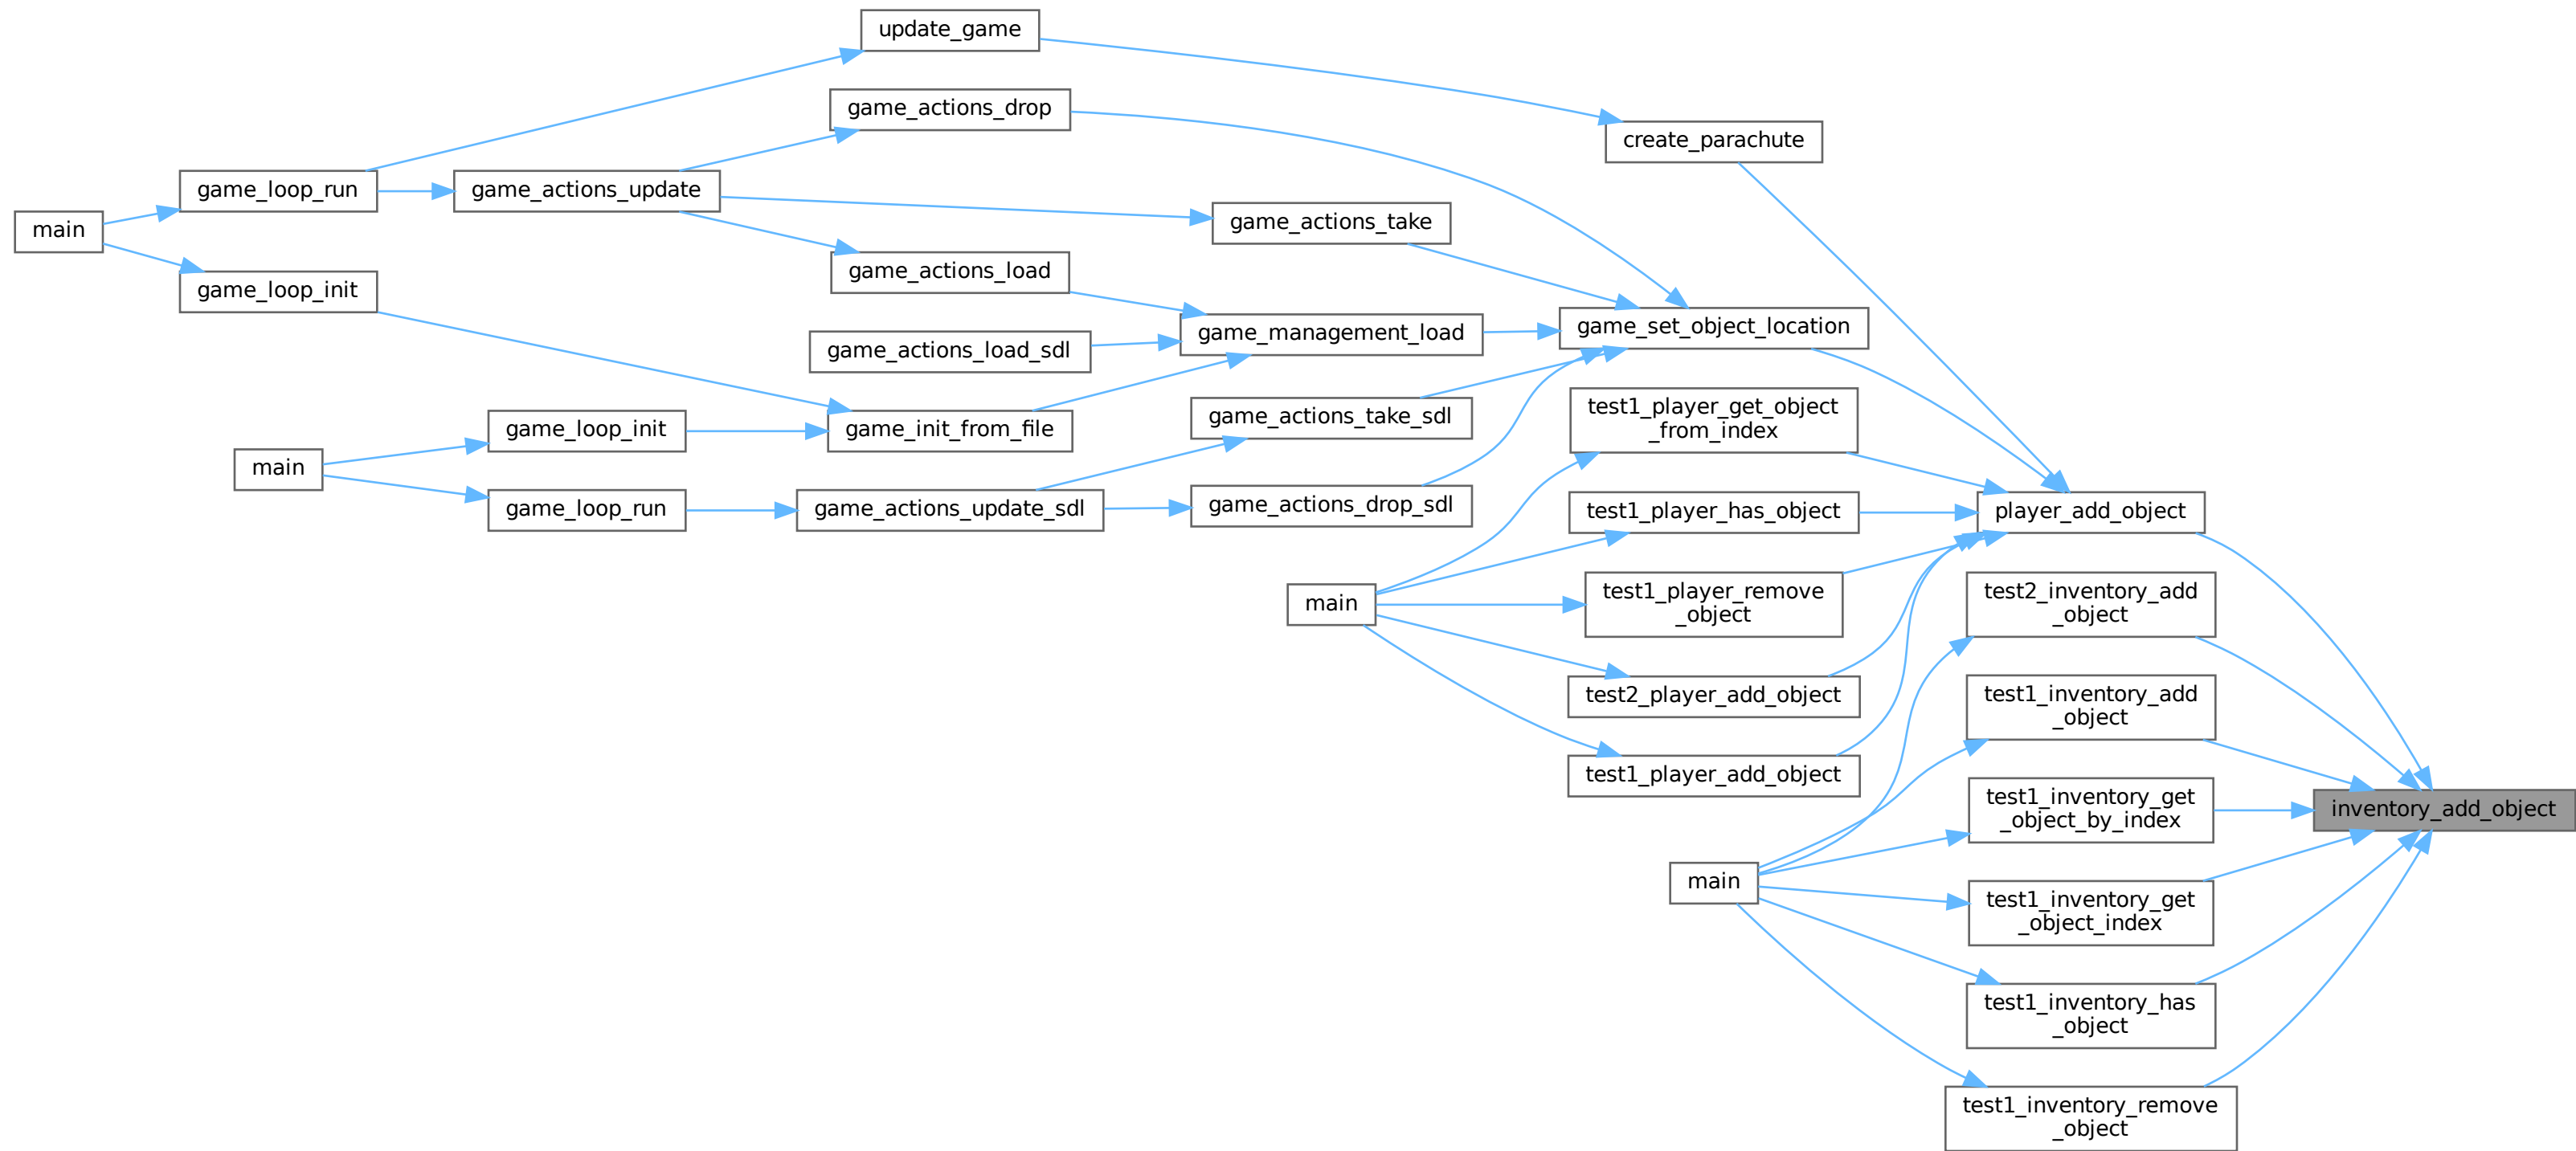 update_game
game_actions_drop
create_parachute
game_loop_run
game_actions_update
game_actions_take
main
game_actions_load
game_loop_init
game_management_load
game_set_object_location
game_actions_load_sdl
game_actions_take_sdl
test1_player_get_object
_from_index
game_loop_init
game_init_from_file
main
game_loop_run
game_actions_update_sdl
game_actions_drop_sdl
test1_player_has_object
player_add_object
main
test1_player_remove
_object
test2_inventory_add
_object
test2_player_add_object
test1_inventory_add
_object
test1_player_add_object
test1_inventory_get
_object_by_index
inventory_add_object
main
test1_inventory_get
_object_index
test1_inventory_has
_object
test1_inventory_remove
_object